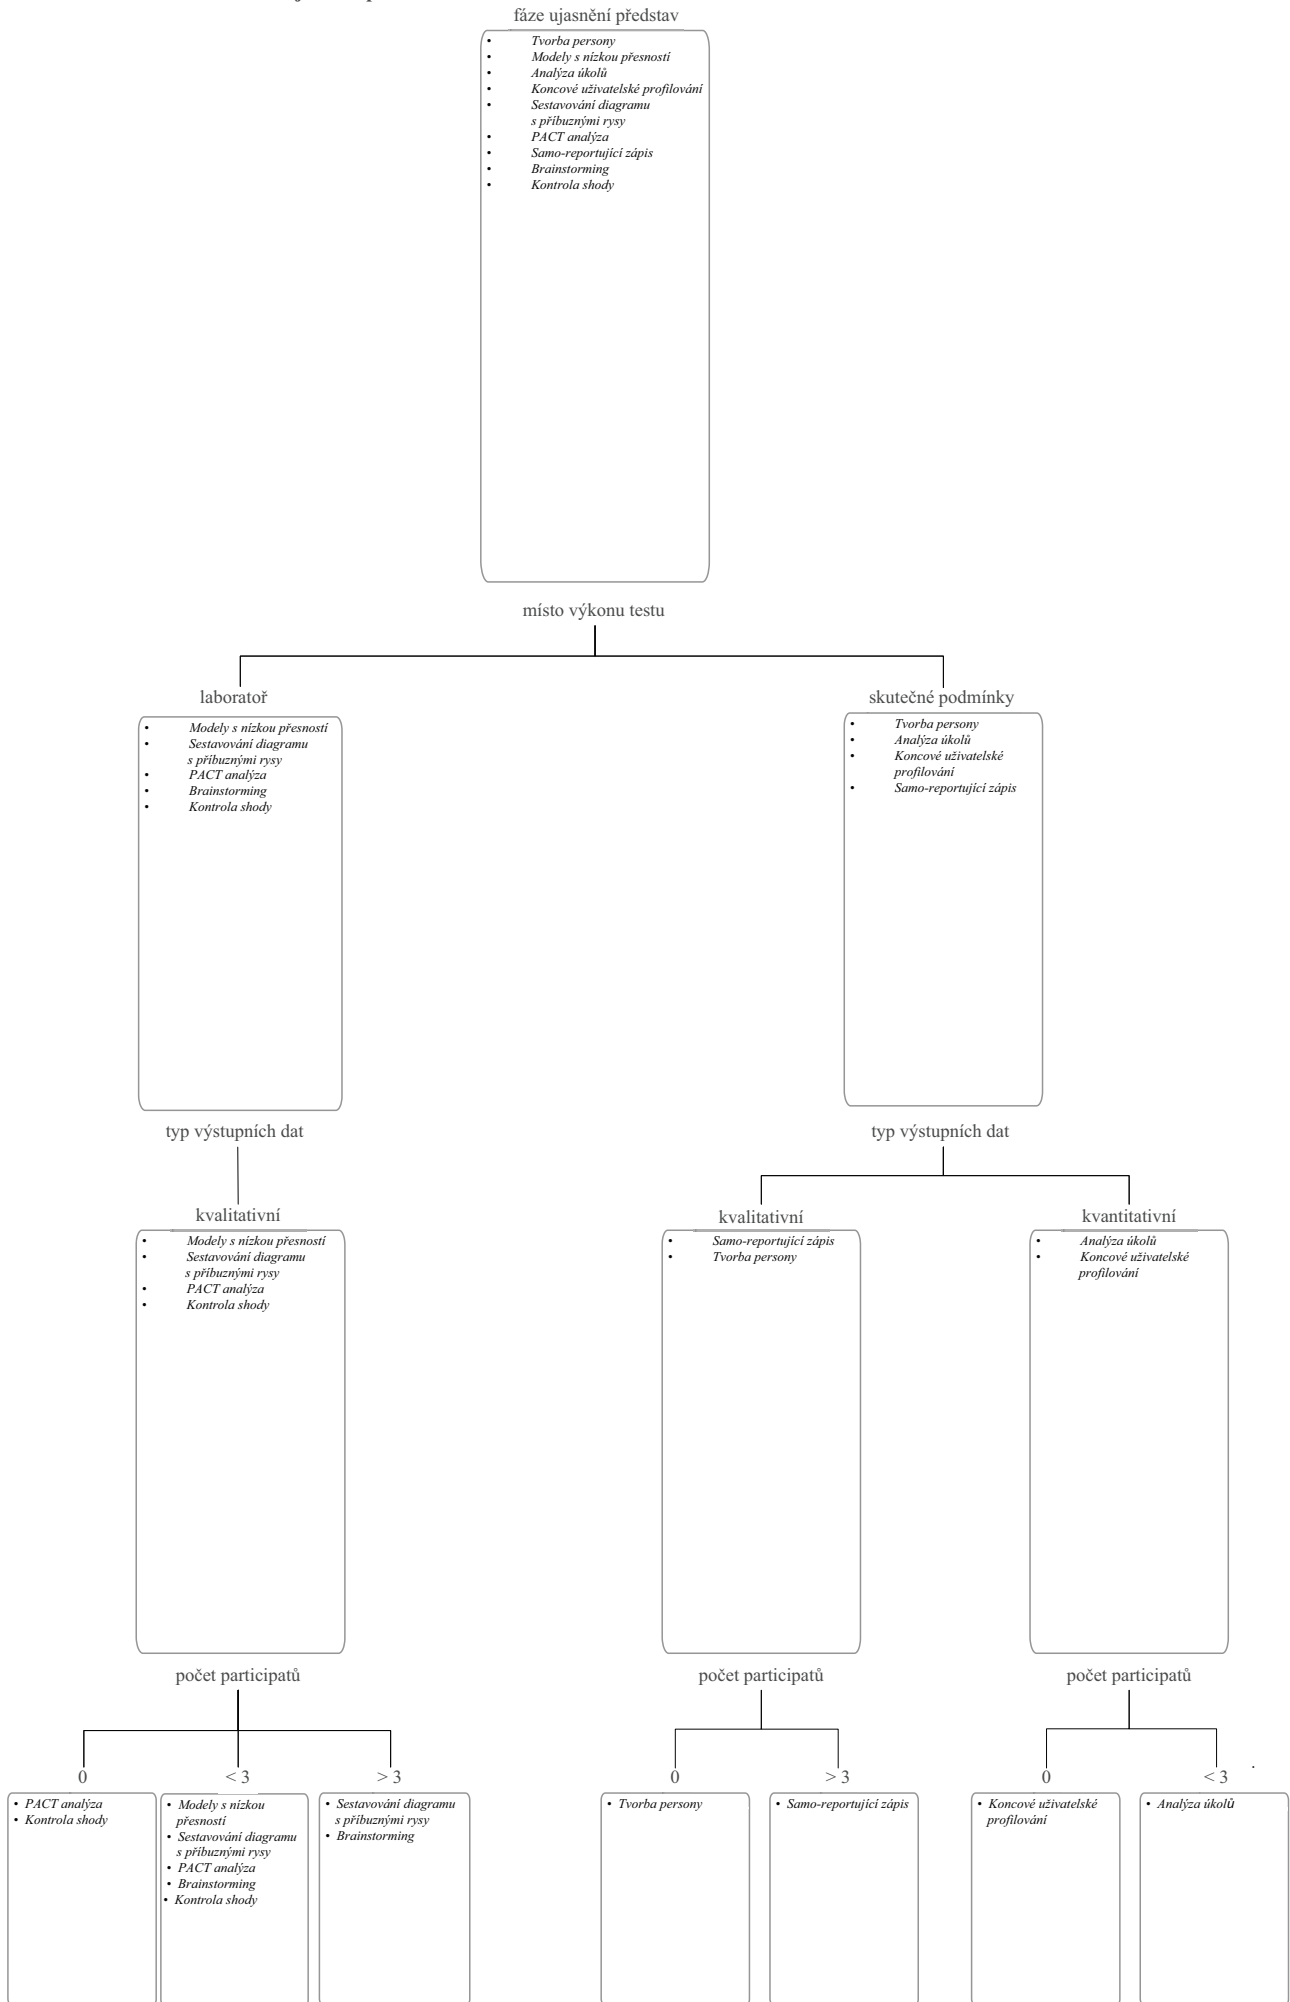 fáze ujasnění představ
• Tvorba persony
• Modely s nízkou přesností
• Analýza úkolů
• Koncové uživatelské profilování
• Sestavování diagramu
s příbuznými rysy
• PACT analýza
• Samo-reportující zápis
• Brainstorming
• Kontrola shody
místo výkonu testu
laboratoř
• Modely s nízkou přesností
• Sestavování diagramu
s příbuznými rysy
• PACT analýza
• Brainstorming
• Kontrola shody
skutečné podmínky
• Tvorba persony
• Analýza úkolů
• Koncové uživatelské
profilování
• Samo-reportující zápis
typ výstupních dat
typ výstupních dat
kvalitativní
• Modely s nízkou přesností
• Sestavování diagramu
s příbuznými rysy
• PACT analýza
• Kontrola shody
kvalitativní
• Samo-reportující zápis
• Tvorba persony
kvantitativní
• Analýza úkolů
• Koncové uživatelské
profilování
počet participatů
počet participatů
počet participatů
0
• PACT analýza
• Kontrola shody
< 3
• Modely s nízkou
přesností
• Sestavování diagramu
s příbuznými rysy
• PACT analýza
• Brainstorming
• Kontrola shody
> 3
• Sestavování diagramu
s příbuznými rysy
• Brainstorming
0
• Tvorba persony
> 3
• Samo-reportující zápis
0
• Koncové uživatelské
profilování
< 3
• Analýza úkolů